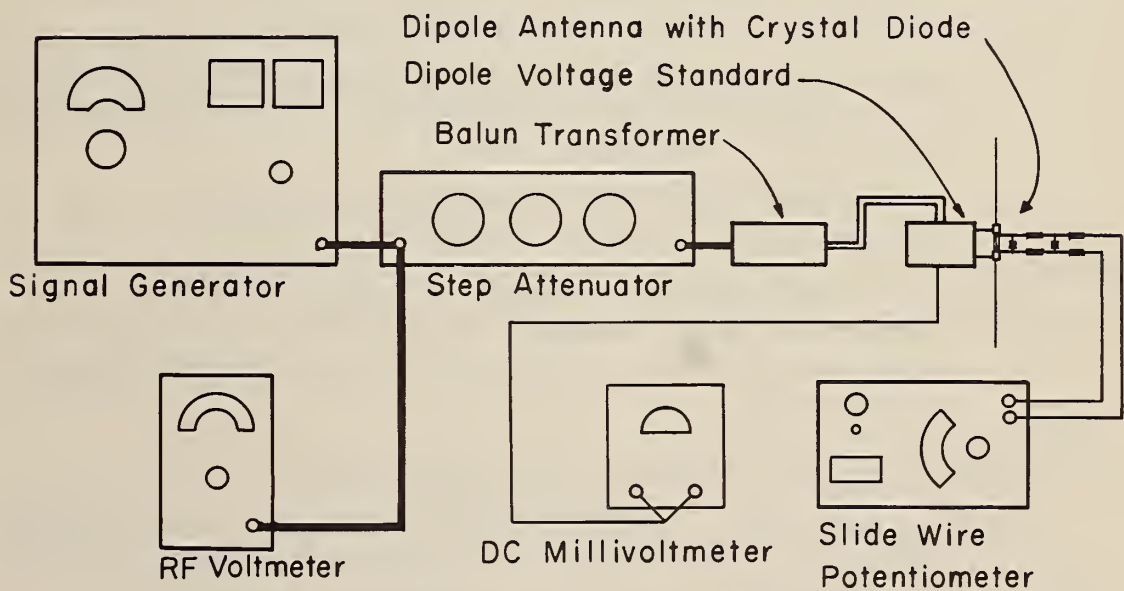 Dipole Antenna with Crystal Diode
Dipole Voltage Standard
Balun Transformer
Signal Generator
Step Attenuator
RF Voltmeter
DC Millivoltmeter
Slide Wire
Potentiometer